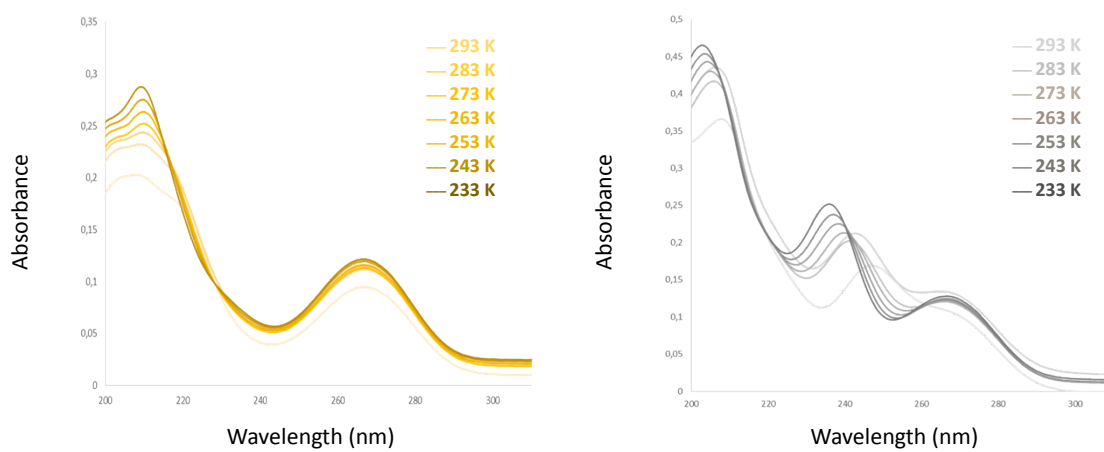 0,35
0,3
0,25
0,2
0,15
0,1
0,05
0
200 220 240 260 280 300
Absorbance
Wavelength (nm)
293 K
283 K
273 K
263 K
253 K
243 K
233 K
0,5
0,45
0,4
0,35
0,3
0,25
0,2
0,15
0,1
0,05
0
200 220 240 260 280 300
Absorbance
Wavelength (nm)
293 K
283 K
273 K
263 K
253 K
243 K
233 K